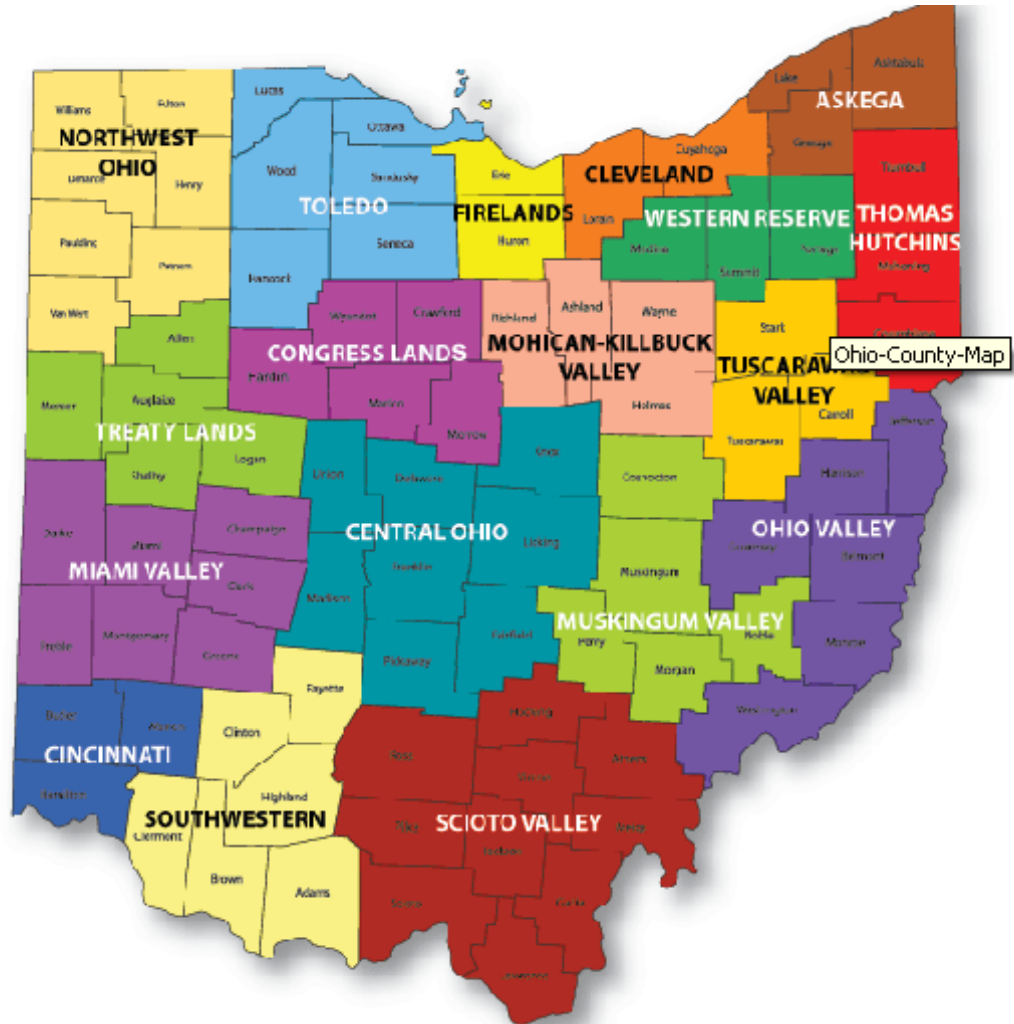 Ashtabula
Lake
ASKEGA
Williams
Fulton
Lucas
Ottawa
Geauga
NORTHWEST
OHIO
Cuyahoga
Henry
Wood
Sandusky
Erie
CLEVELAND
Trumbull
TOLEDO
FIRELANDS
Lorain
WESTERN RESERVE
THOMAS
HUTCHINS
Paulding
Seneca
Huron
Medina
Summit
Portage
Mahoning
Putnam
Hancock
Van Wert
Crawford
Richland
Ashland
Wayne
Start
Allen
CONGRESS LANDS
MOHICAN-KILLBUCK
VALLEY
Ohio-County-Map
Hardin
TUSCARAWAS
VALLEY
Mercer
Auglaize
Marion
Holmes
Carroll
Jefferson
TREATY LANDS
Morrow
Tuscarawas
Logan
Shelby
Union
Delaware
Knox
Coshocton
Harrison
Champaign
CENTRAL OHIO
OHIO VALLEY
Miami
Licking
Belmont
MIAMI VALLEY
Clark
Franklin
Muskingum
Madison
MUSKINGUM VALLEY
Preble
Montgomery
Greene
Fairfield
Perry
Noble
Monroe
Pickaway
Morgan
Fayette
Butler
Warren
Clinton
Hocking
Washington
CINCINNATI
Ross
Athens
Hamilton
Highland
SOUTHWESTERN
SCIOTO VALLEY
Clermont
Pike
Jackson
Brown
Adams
Scioto